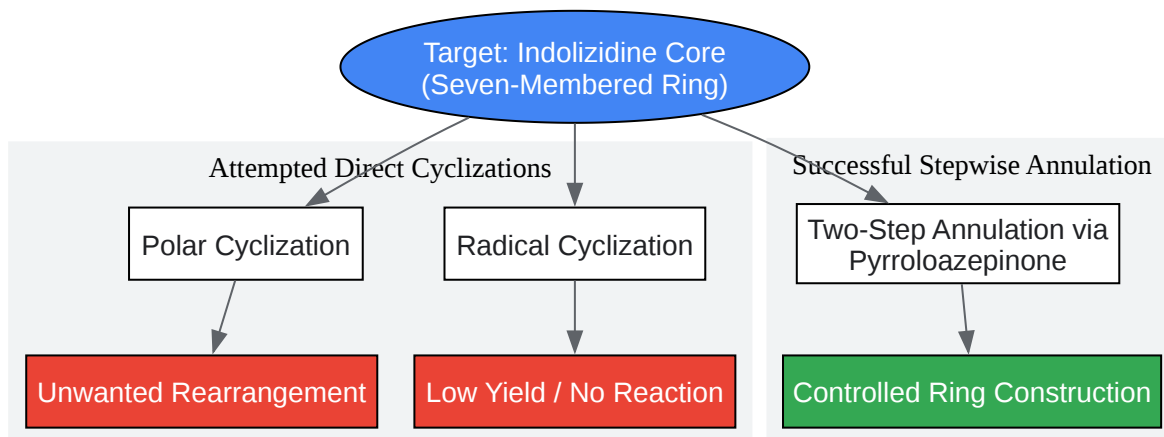 Target: Indolizidine Core
(Seven-Membered Ring)
Attempted Direct Cyclizations
Successful Stepwise Annulation
Polar Cyclization
Radical Cyclization
Two-Step Annulation via
Pyrroloazepinone
Unwanted Rearrangement
Low Yield / No Reaction
Controlled Ring Construction